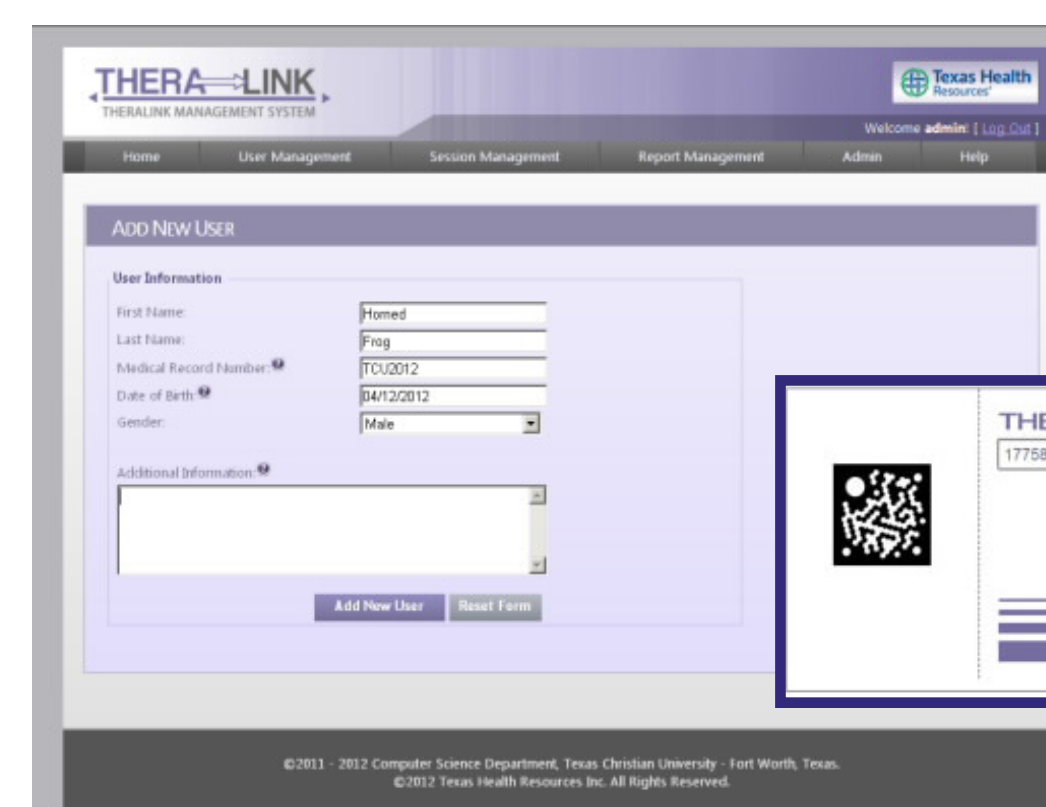 THERA LINK
THERALINK MANAGEMENT SYSTEM
Texas Health
Resources
Welcome admin! [ Log Out ]
Home User Management Session Management Report Management Admin Help
ADD NEW USER
User Information
First Name: Horned
Last Name: Frog
Medical Record Number: TCU2012
Date of Birth: 04/12/2012
Gender: Male
Additional Information:
Add New User Reset Form
THE
17758
©2011 - 2012 Computer Science Department, Texas Christian University - Fort Worth, Texas.
©2012 Texas Health Resources Inc. All Rights Reserved.